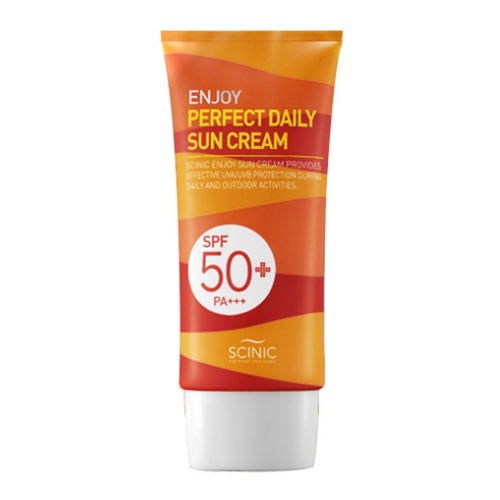 ENJOY
PERFECT DAILY
SUN CREAM
SCINIC ENJOY SUN CREAM PROVIDES
EFFECTIVE UVA/UVB PROTECTION DURING
DAILY AND OUTDOOR ACTIVITIES.
SPF
50+
PA+++
SCINIC